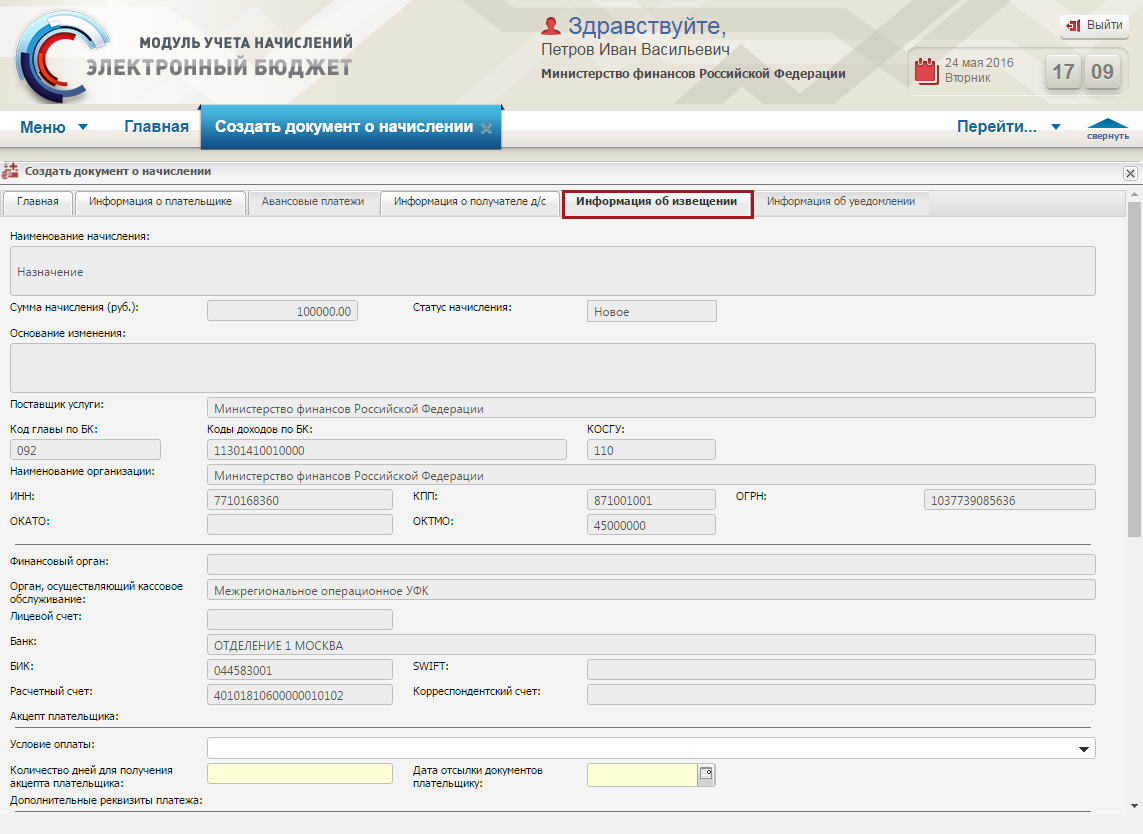 МОДУЛЬ УЧЕТА НАЧИСЛЕНИЙ
ЭЛЕКТРОННЫЙ БЮДЖЕТ
Здравствуйте,
Петров Иван Васильевич
Министерство финансов Российской Федерации
Выйти
24 мая 2016
Вторник
17 09
Меню Главная Создать документ о начислении Перейти...
свернуть
Создать документ о начислении
Главная Информация о плательщике Авансовые платежи Информация о получателе д/с Информация об извещении Информация об уведомлении
Наименование начисления:
Назначение
Сумма начисления (руб.): 100000.00 Статус начисления: Новое
Основание изменения:
Поставщик услуги: Министерство финансов Российской Федерации
Код главы по БК: Коды доходов по БК: КОСГУ:
092 11301410010000 110
Наименование организации: Министерство финансов Российской Федерации
ИНН: 7710168360 КПП: 871001001 ОГРН: 1037739085636
ОКАТО: ОКТМО: 45000000
Финансовый орган:
Орган, осуществляющий кассовое
обслуживание: Межрегиональное операционное УФК
Лицевой счет:
Банк: ОТДЕЛЕНИЕ 1 МОСКВА
БИК: 044583001 SWIFT:
Расчетный счет: 40101810600000010102 Корреспондентский счет:
Акцепт плательщика:
Условие оплаты:
Количество дней для получения
акцепта плательщика:
Дата отсылки документов
плательщику:
Дополнительные реквизиты платежа: